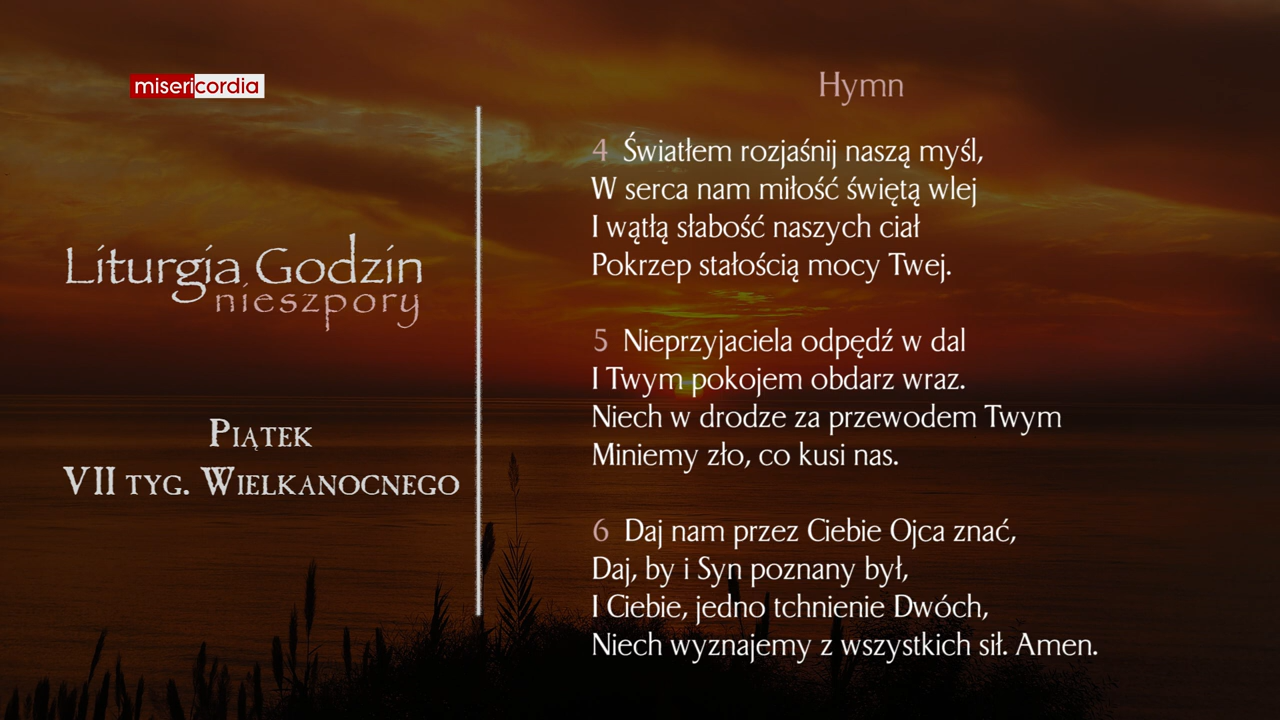 misericordia
Liturgia Godzin
nieszpory
Piątek
VII tyg. Wielkanocnego
Hymn
4 Światłem rozjaśnij naszą myśl,
W serca nam miłość świętą wlej
I wątłą słabość naszych ciał
Pokrzep stałością mocy Twej.
5 Nieprzyjaciela odpędź w dal
I Twym pokojem obdarz wraz.
Niech w drodze za przewodem Twym
Miniemy zło, co kusi nas.
6 Daj nam przez Ciebie Ojca znać,
Daj, by i Syn poznany był,
I Ciebie, jedno tchnienie Dwóch,
Niech wyznajemy z wszystkich sił. Amen.